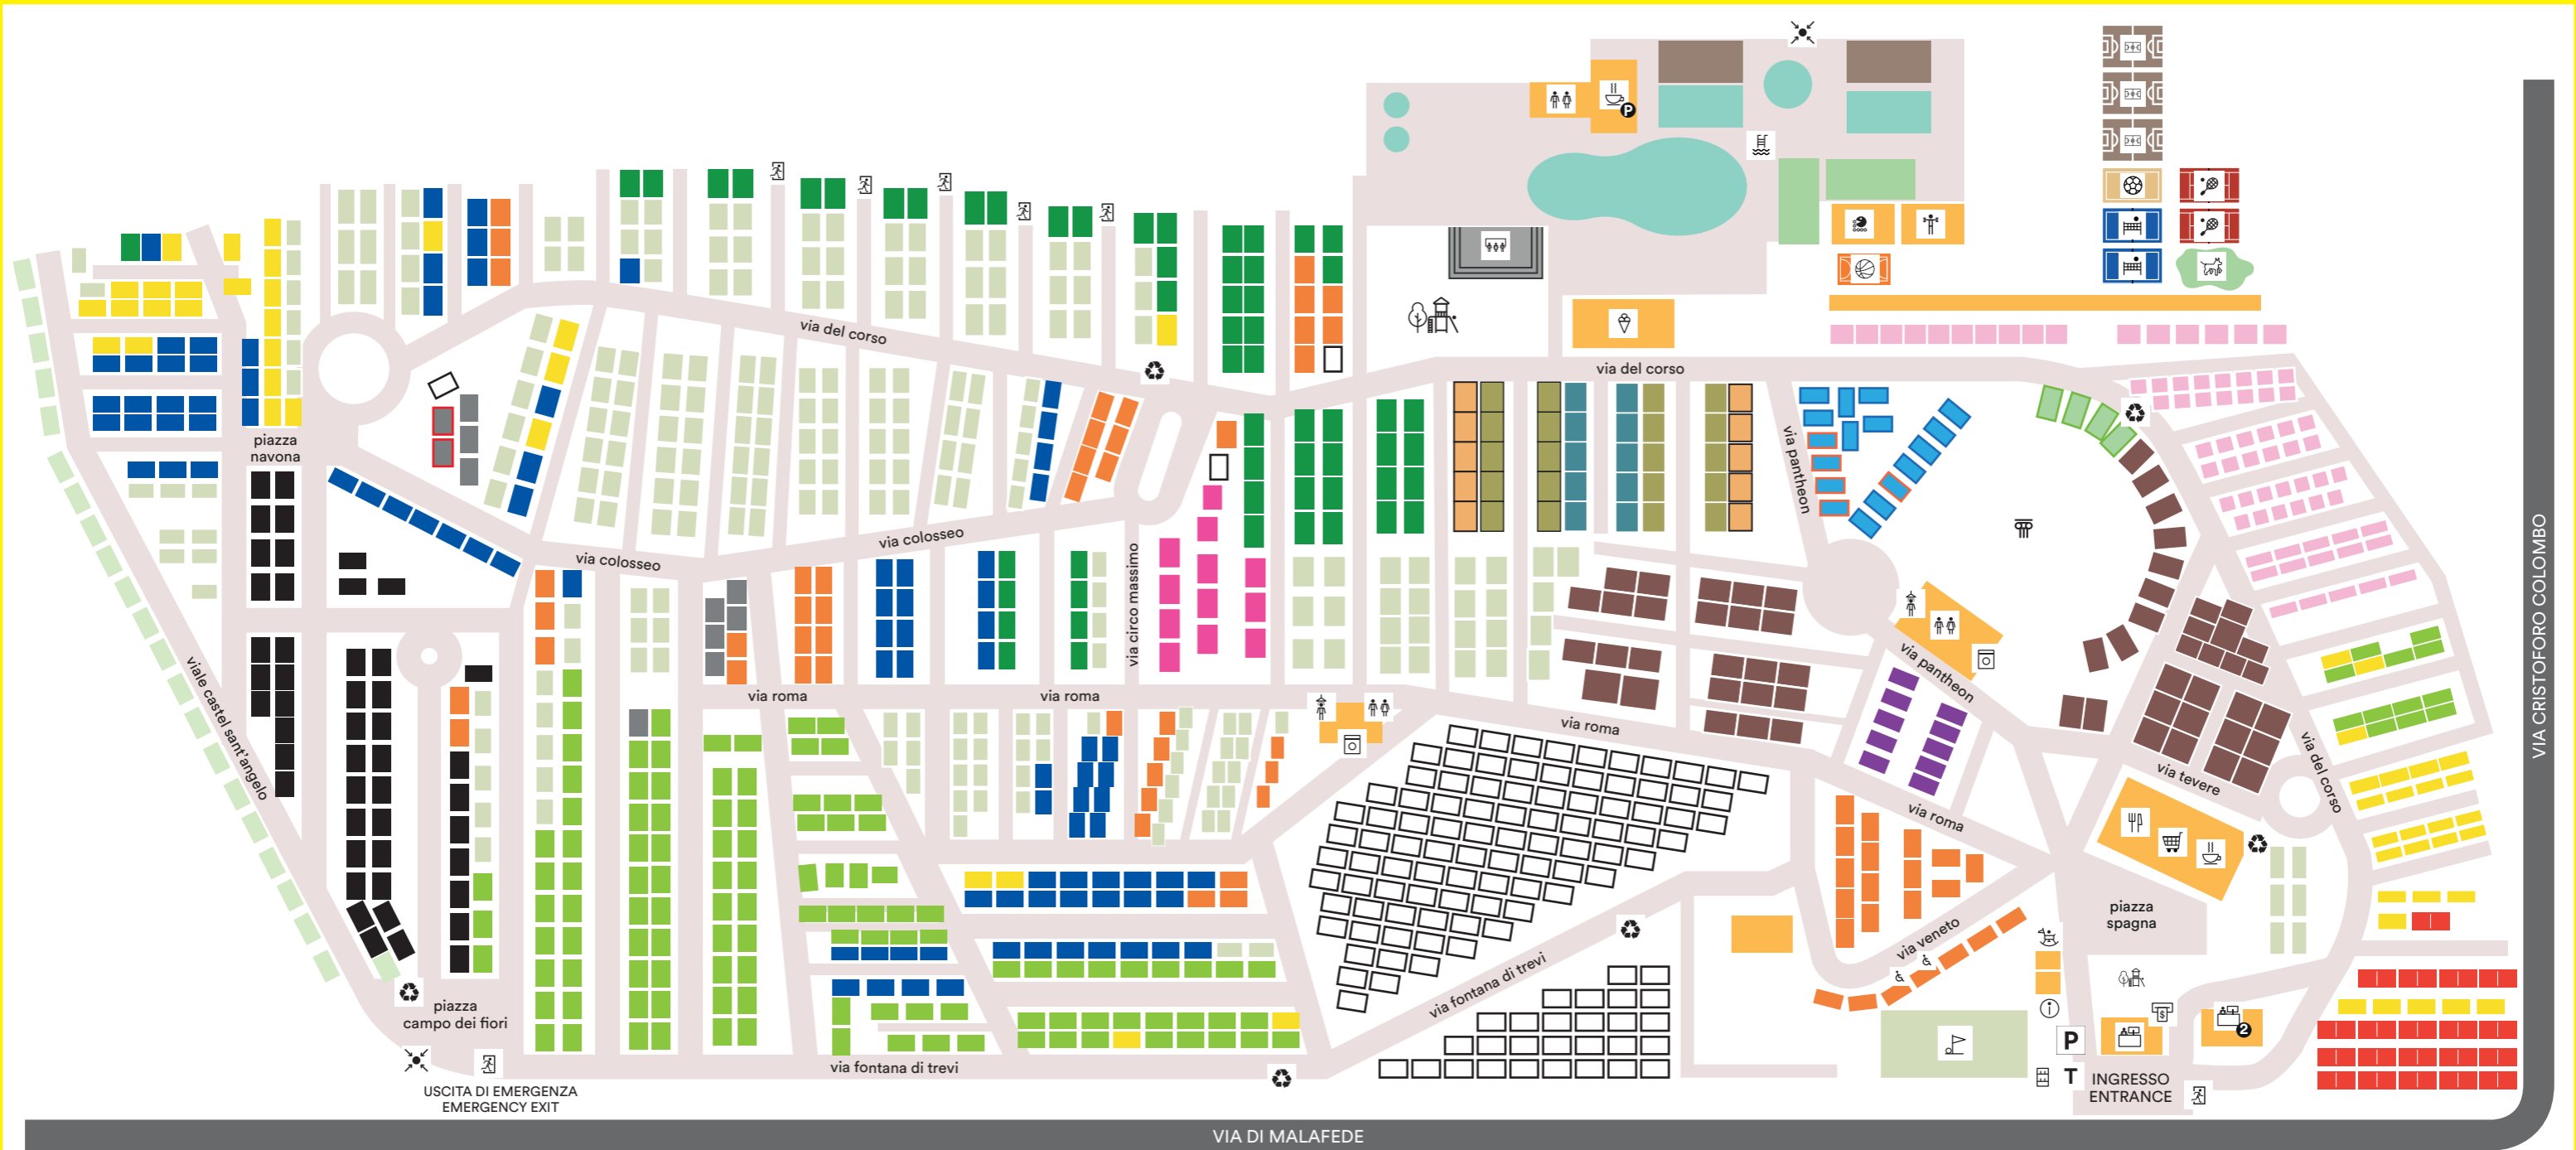 P
via del corso
via del corso
piazza
navona
via pantheon
via colosseo
via colosseo
via circo massimo
VIA CRISTOFORO COLOMBO
viale castel sant'angelo
via roma
via roma
via pantheon
via roma
via del corso
via tevere
via roma
piazza
spagna
via veneto
via fontana di trevi
piazza
campo dei fiori
$
i
2
P
T
via fontana di trevi
INGRESSO
ENTRANCE
USCITA DI EMERGENZA
EMERGENCY EXIT
VIA DI MALAFEDE